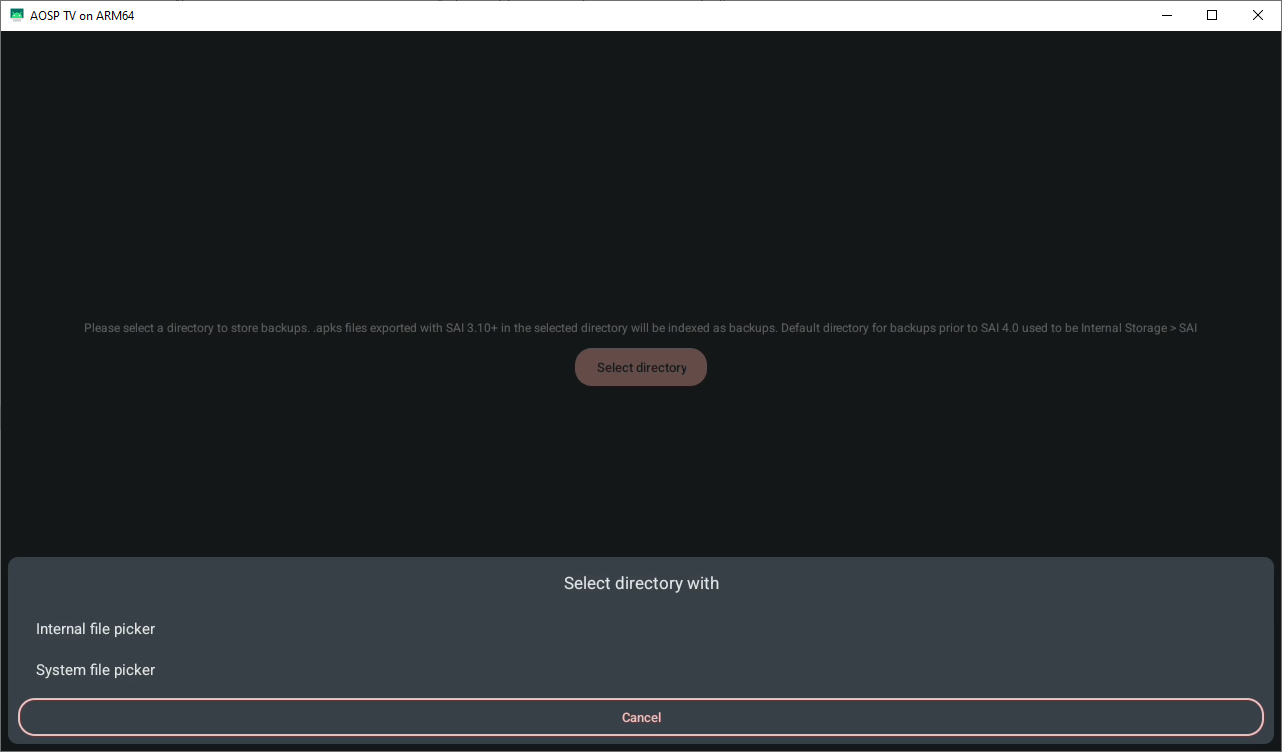 AOSP TV on ARM64
Please select a directory to store backups. .apks files exported with SAI 3.10+ in the selected directory will be indexed as backups. Default directory for backups prior to SAI 4.0 used to be Internal Storage > SAI
Select directory
Select directory with
Internal file picker
System file picker
Cancel